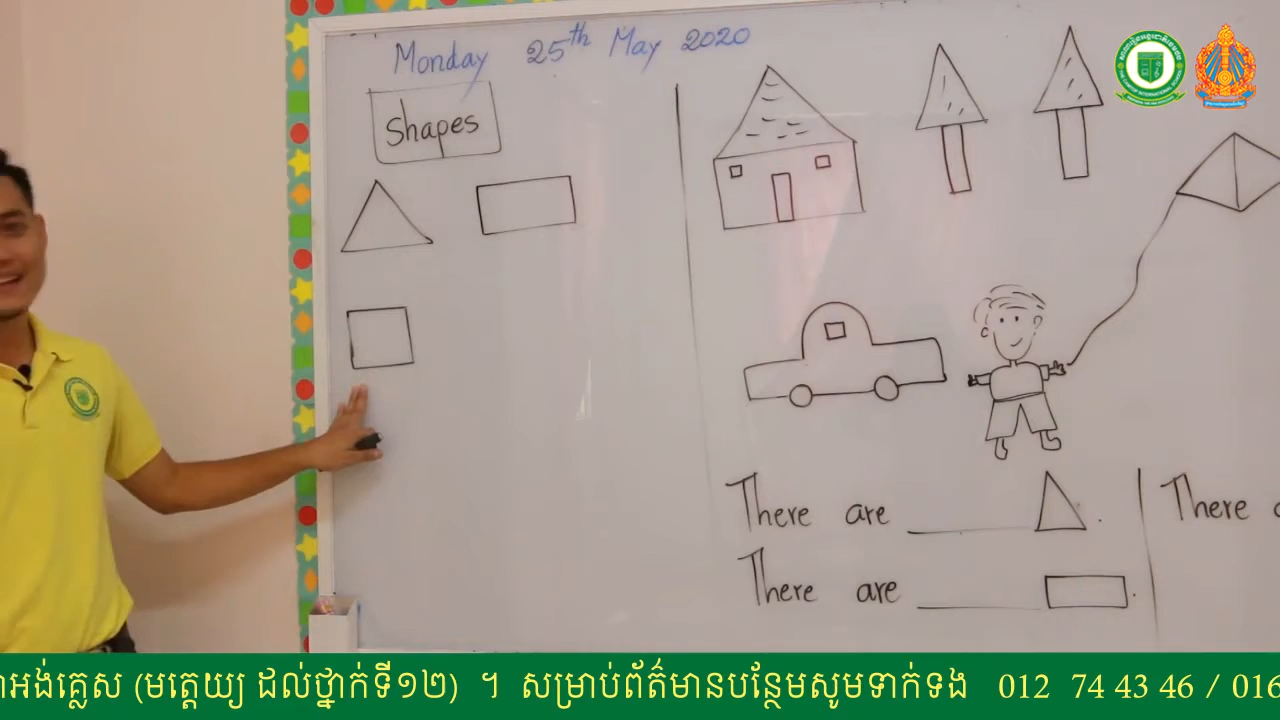 Monday 25th May 2020
Shapes
There are
There
There are
អង់គ្លេស (មត្តេយ្យ ដល់ថ្នាក់ទី១២) ។ សម្រាប់ព័ត៌មានបន្ថែមសូមទាក់ទង 012 74 43 46 / 016